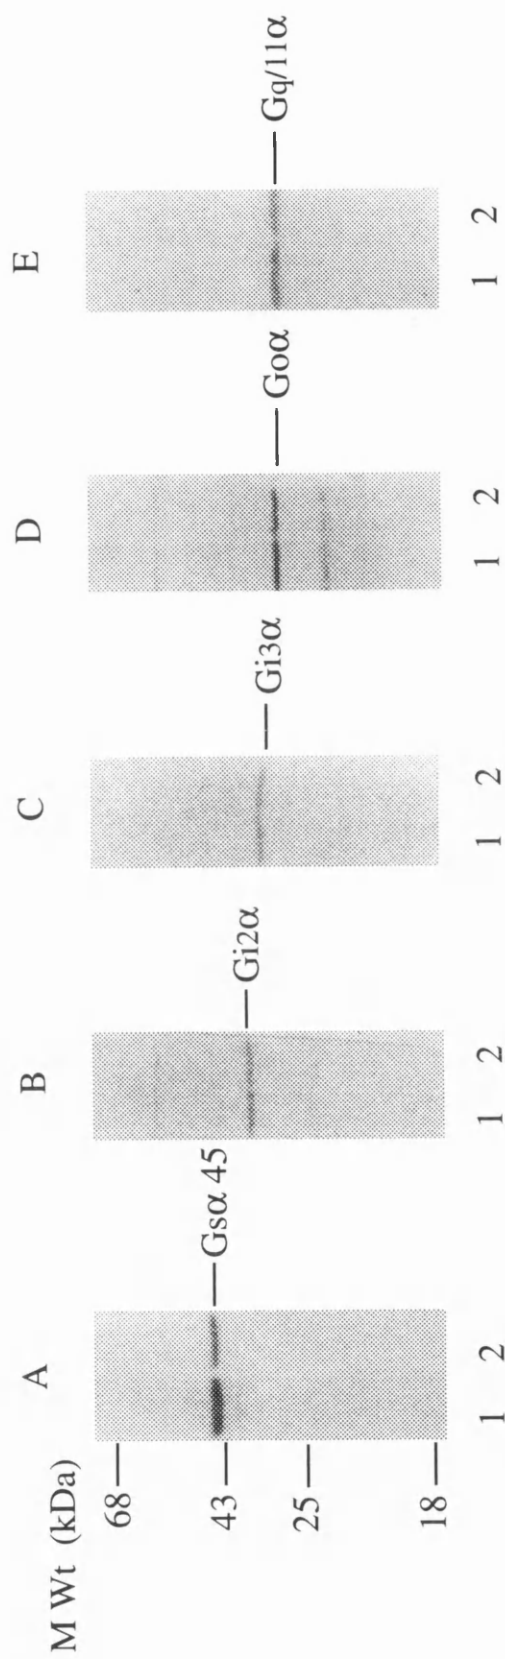 A B C D E
M Wt (kDa)
68
43
25
18
Gsα 45
Gi2α
Gi3α
Goα
Gq/11α
1 2 1 2 1 2 1 2 1 2